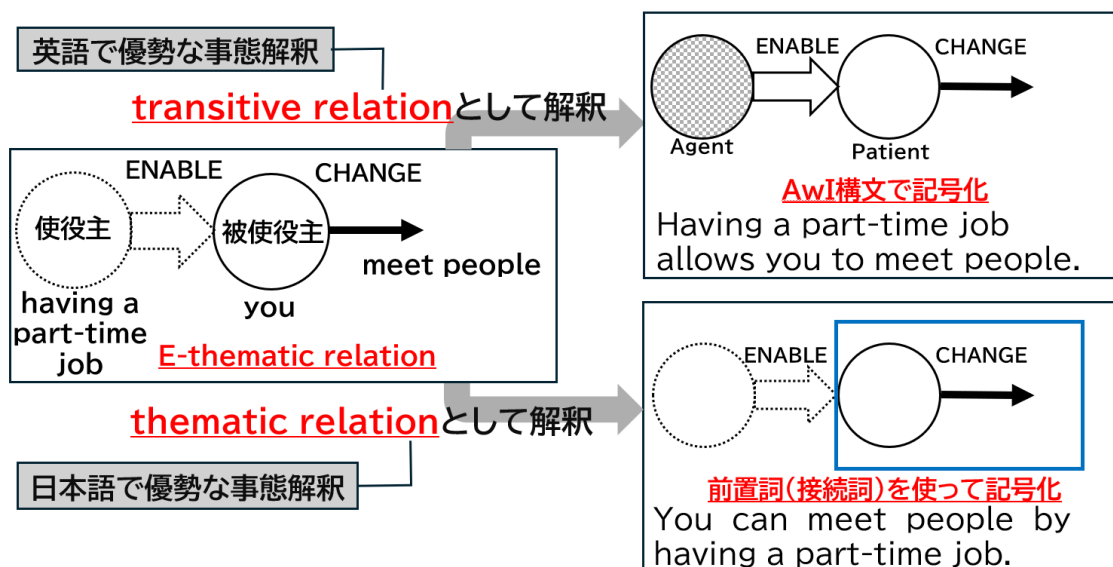 英語で優勢な事態解釈
transitive relationとして解釈
ENABLE
CHANGE
使役主
被使役主
meet people
having a
part-time
job
you
E-thematic relation
thematic relationとして解釈
日本語で優勢な事態解釈
ENABLE
CHANGE
Agent
Patient
AwI構文で記号化
Having a part-time job
allows you to meet people.
ENABLE
CHANGE
前置詞(接続詞)を使って記号化
You can meet people by
having a part-time job.